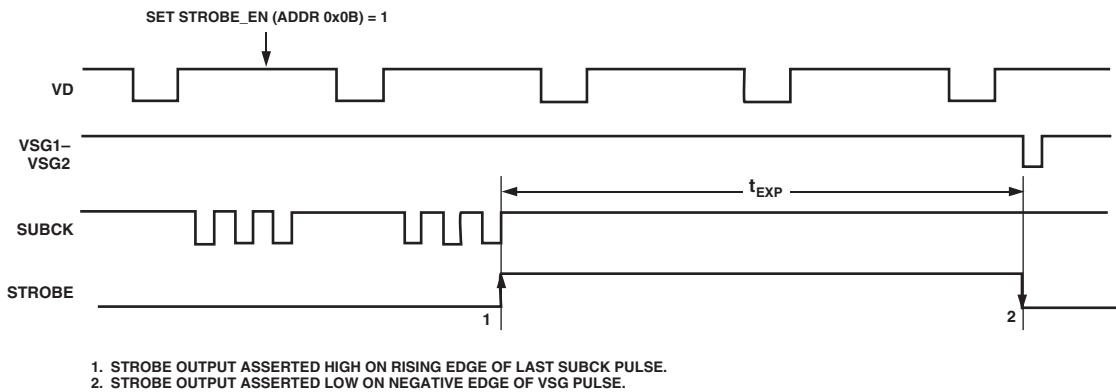 SET STROBE_EN (ADDR 0x0B) = 1
VD
VSG1–
VSG2
tEXP
SUBCK
STROBE
1
2
1. STROBE OUTPUT ASSERTED HIGH ON RISING EDGE OF LAST SUBCK PULSE.
2. STROBE OUTPUT ASSERTED LOW ON NEGATIVE EDGE OF VSG PULSE.